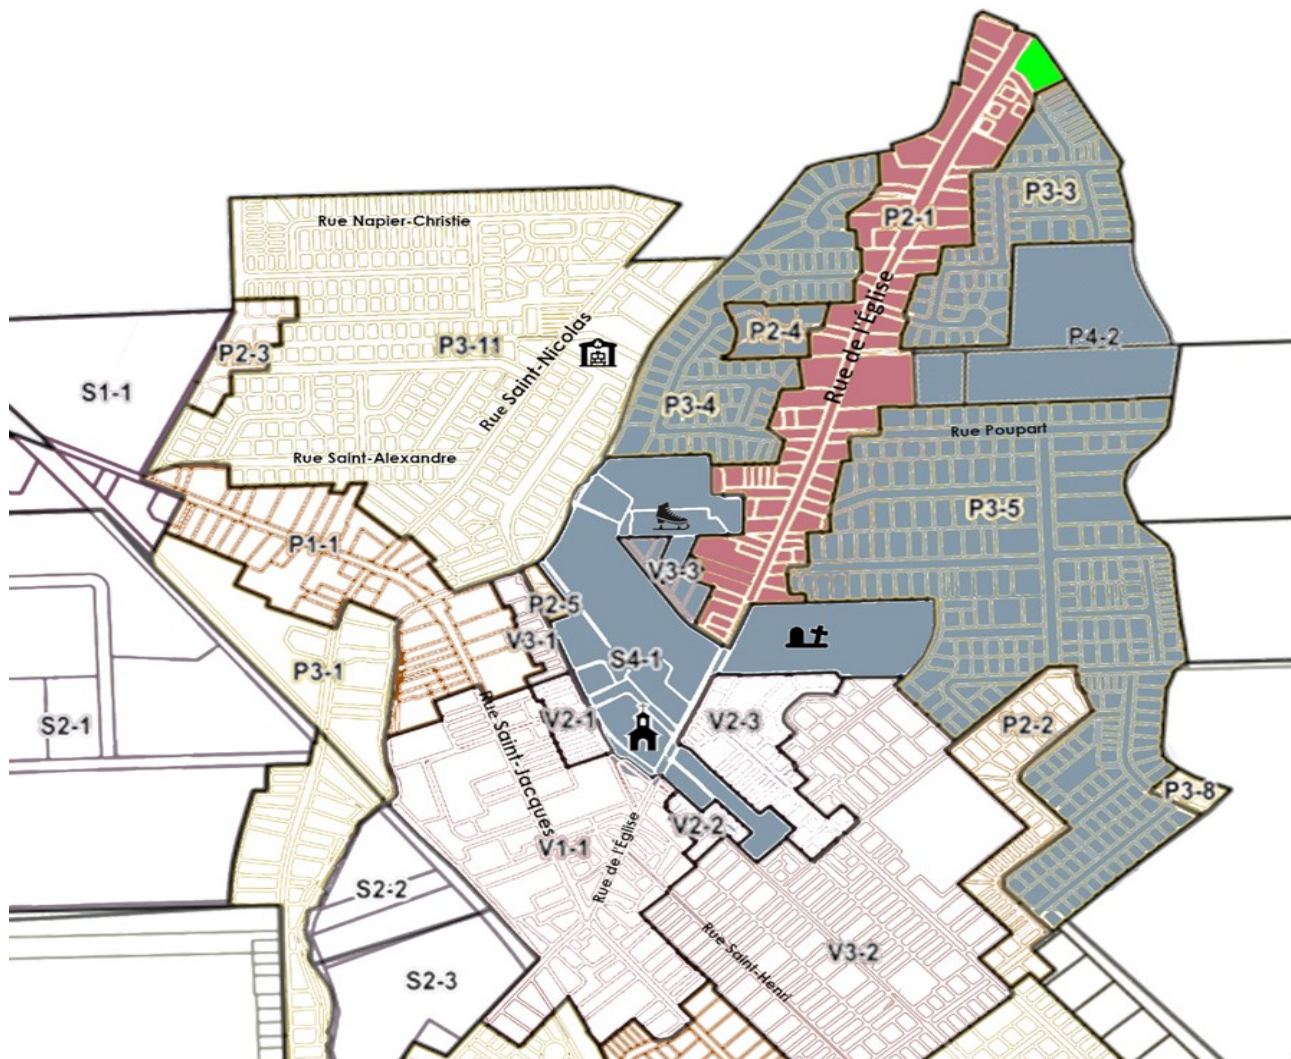 Rue Napier-Christie
P3-3
P2-1
Rue de l'Église
P2-4
P4-2
P2-3
P3-11
Rue Saint-Nicolas
S1-1
P3-4
Rue Poupart
Rue Saint-Alexandre
P3-5
P1-1
V3-3
P2-5
V3-1
S4-1
P3-1
S2-1
V2-1
V2-3
P2-2
Rue Saint-Jacques
P3-8
V2-2
V1-1
Rue de l'Église
S2-2
V3-2
Rue Saint-Henri
S2-3